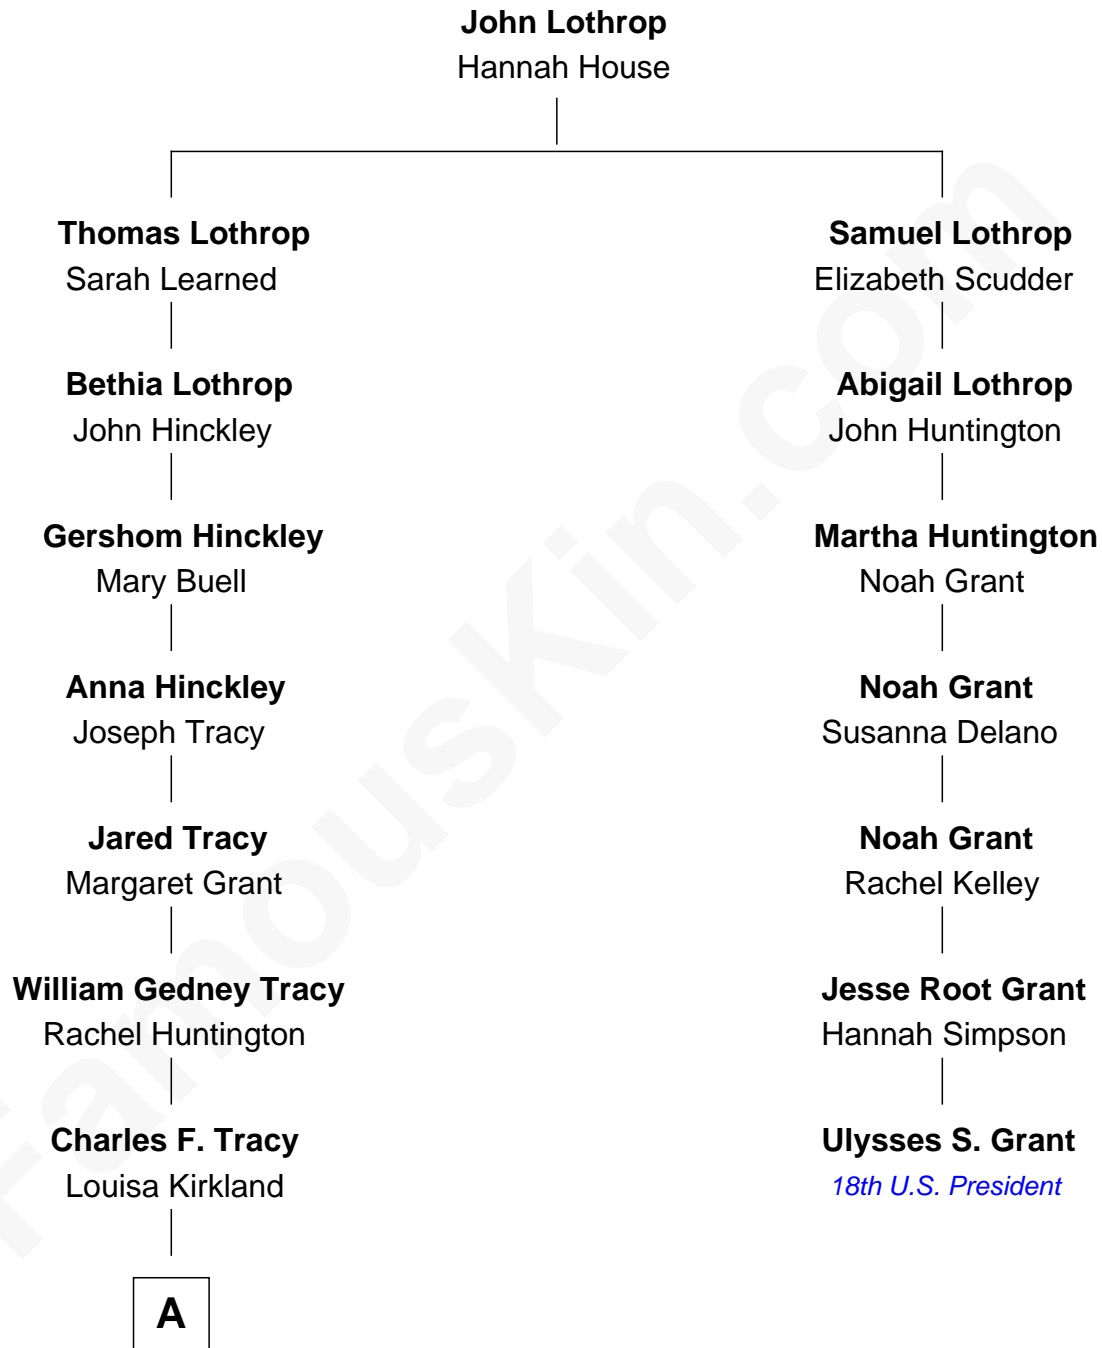 John Lothrop
Hannah House
Thomas Lothrop
Sarah Learned
Bethia Lothrop
John Hinckley
Gershom Hinckley
Mary Buell
Anna Hinckley
Joseph Tracy
Jared Tracy
Margaret Grant
William Gedney Tracy
Rachel Huntington
Charles F. Tracy
Louisa Kirkland
A
Samuel Lothrop
Elizabeth Scudder
Abigail Lothrop
John Huntington
Martha Huntington
Noah Grant
Noah Grant
Susanna Delano
Noah Grant
Rachel Kelley
Jesse Root Grant
Hannah Simpson
Ulysses S. Grant
18th U.S. President
FamousKin.com